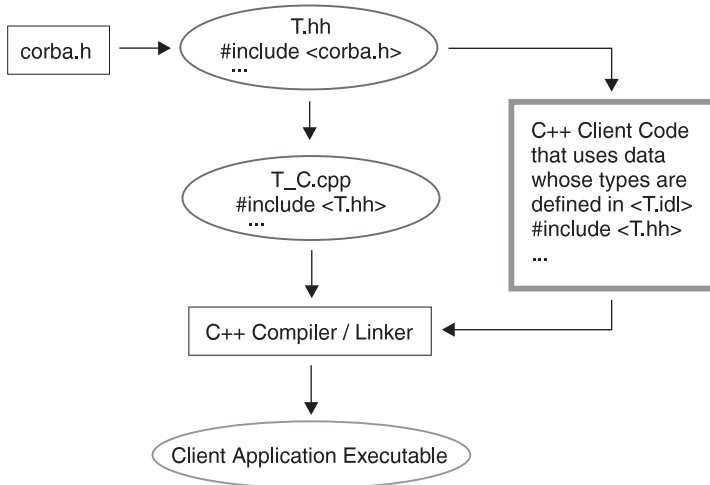 corba.h
T.hh
#include <corba.h>
...
C++ Client Code
that uses data
whose types are
defined in <T.idl>
#include <T.hh>
...
T_C.cpp
#include <T.hh>
...
C++ Compiler / Linker
Client Application Executable